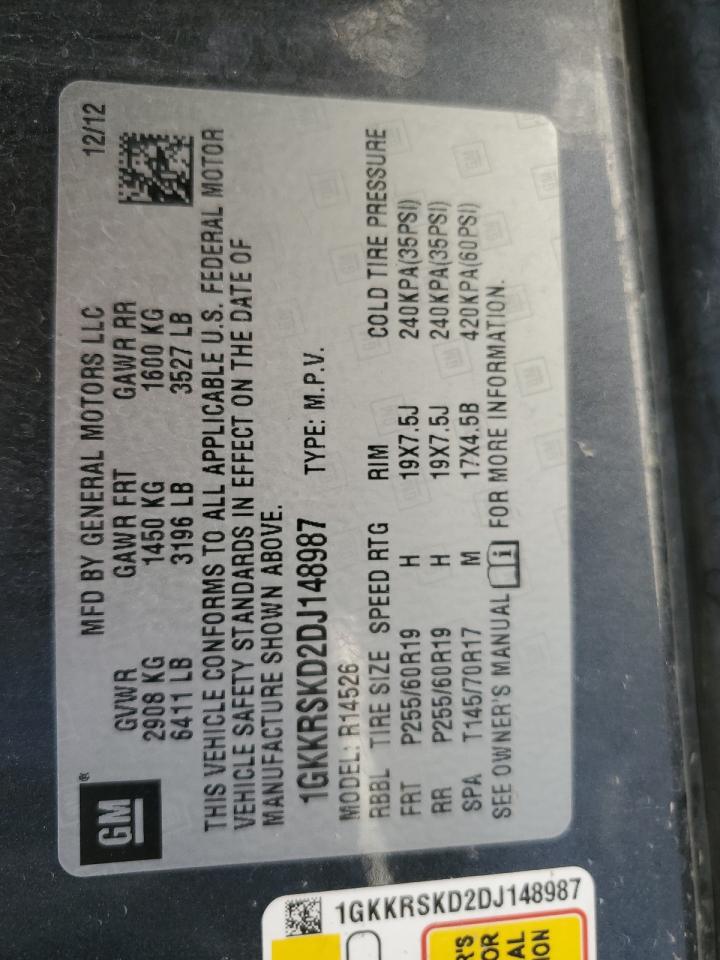 GM®
MFD BY GENERAL MOTORS LLC 12/12
GVWR GAWR FRT GAWR RR
2908 KG 1450 KG 1600 KG
6411 LB 3196 LB 3527 LB
THIS VEHICLE CONFORMS TO ALL APPLICABLE U.S. FEDERAL MOTOR
VEHICLE SAFETY STANDARDS IN EFFECT ON THE DATE OF
MANUFACTURE SHOWN ABOVE.
1GKKRSKD2DJ148987 TYPE: M.P.V.
MODEL: R14526
RBBL TIRE SIZE SPEED RTG RIM COLD TIRE PRESSURE
FRT P255/60R19 H 19X7.5J 240KPA(35PSI)
RR P255/60R19 H 19X7.5J 240KPA(35PSI)
SPA T145/70R17 M 17X4.5B 420KPA(60PSI)
SEE OWNER'S MANUAL FOR MORE INFORMATION.
1GKKRSKD2DJ148987